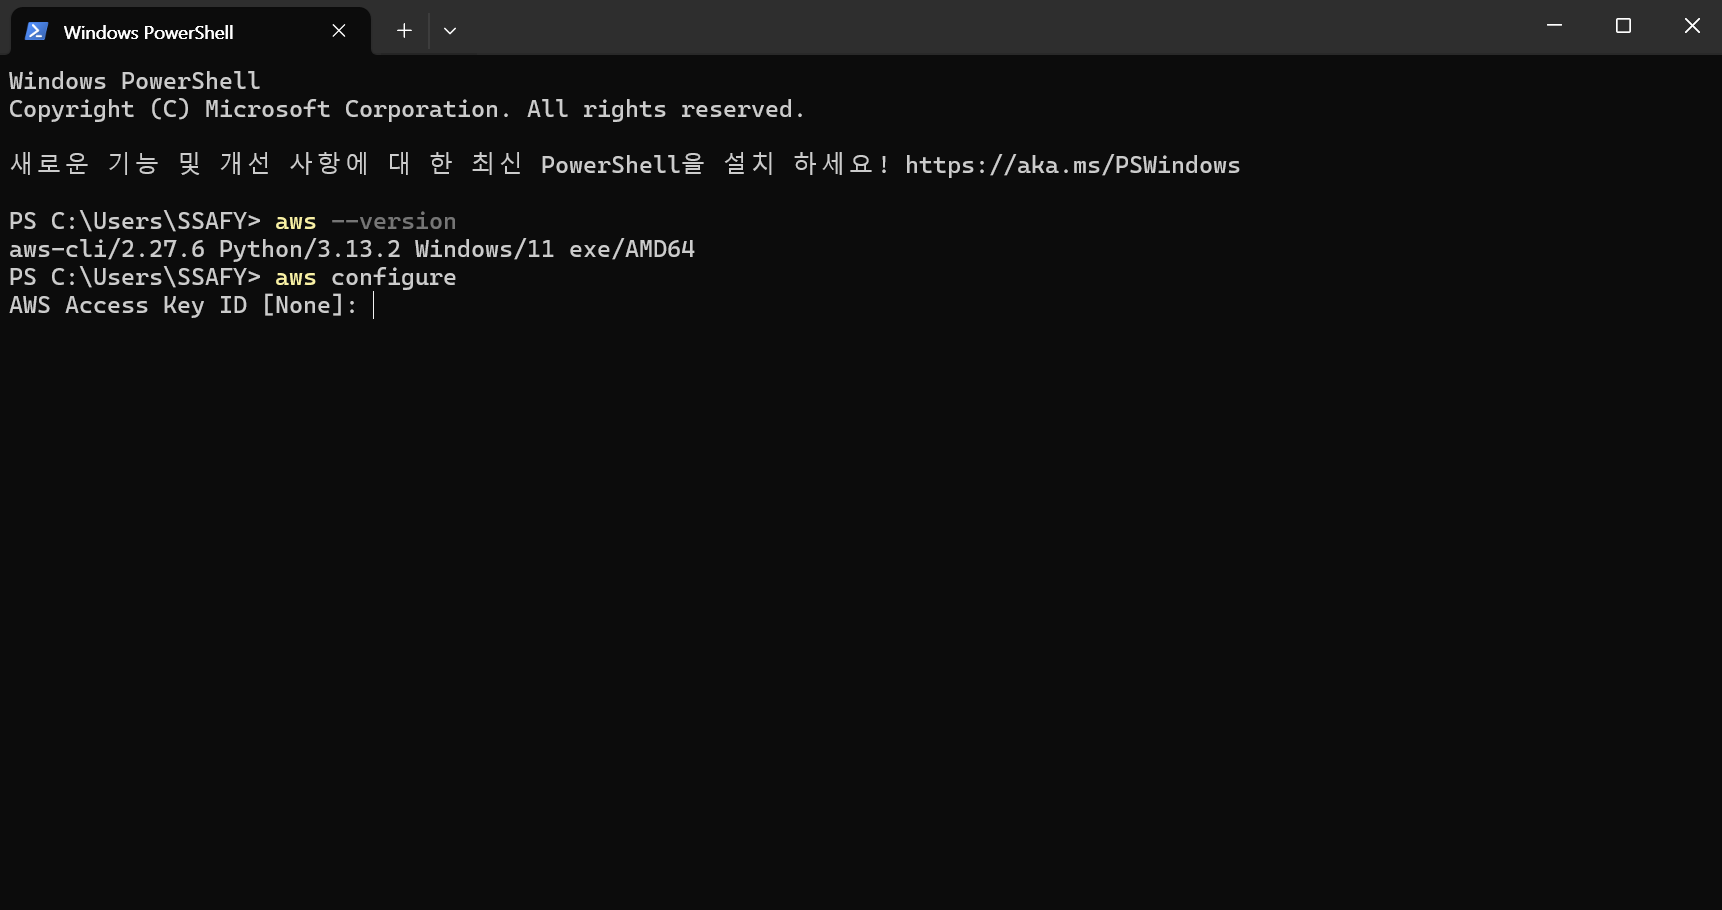 Windows PowerShell
Windows PowerShell
Copyright (C) Microsoft Corporation. All rights reserved.
새로운 기능 및 개선 사항에 대 한 최신 PowerShell을 설치 하세요! https://aka.ms/PSWindows
PS C:\Users\SSAFY> aws --version
aws-cli/2.27.6 Python/3.13.2 Windows/11 exe/AMD64
PS C:\Users\SSAFY> aws configure
AWS Access Key ID [None]: